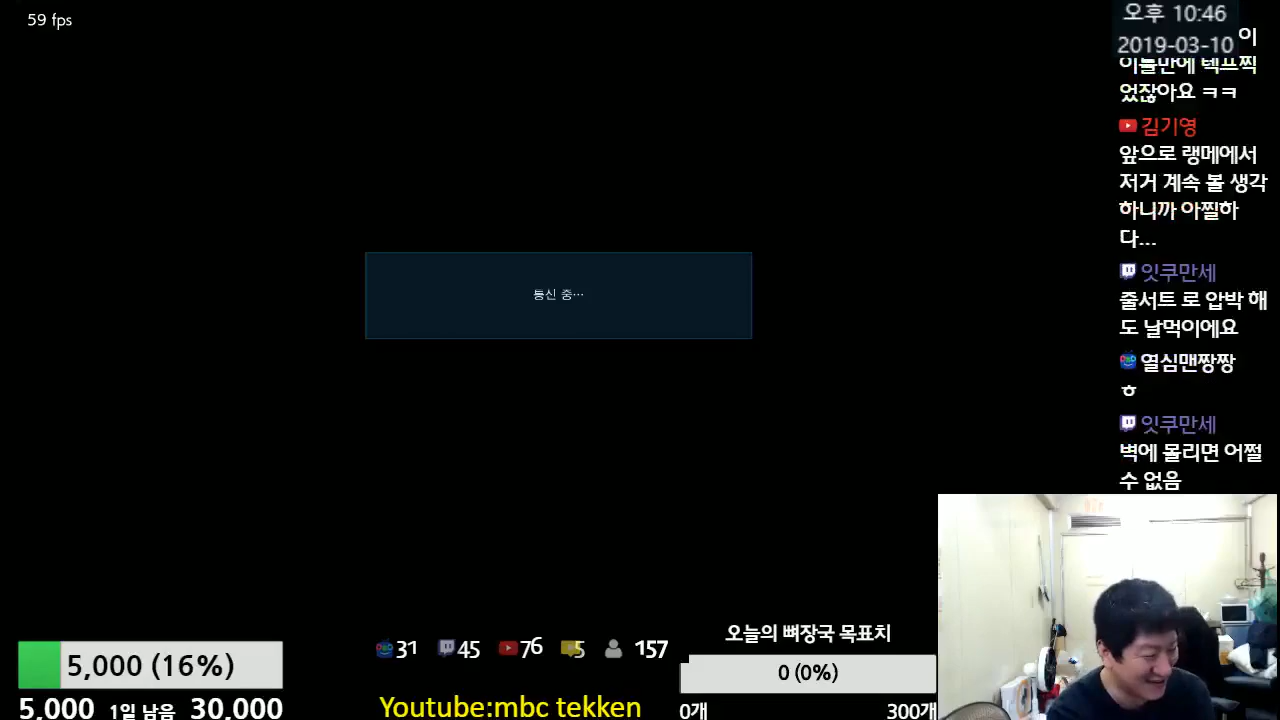 59 fps
오후 10:46
2019-03-10
이
이들만에 텍프찍
었잖아요 ㅋㅋ
김기영
앞으로 랭메에서
저거 계속 볼 생각
하니까 아찔하
다...
잇쿠만세
줄서트 로 압박 해
도 날먹이에요
열심맨짱짱
ㅎ
잇쿠만세
벽에 몰리면 어쩔
수 없음
통신 중…
31 45 76 5 157
오늘의 뼈장국 목표치
5,000 (16%)
0 (0%)
5,000 1일 남음 30,000
Youtube:mbc tekken
0개 300개